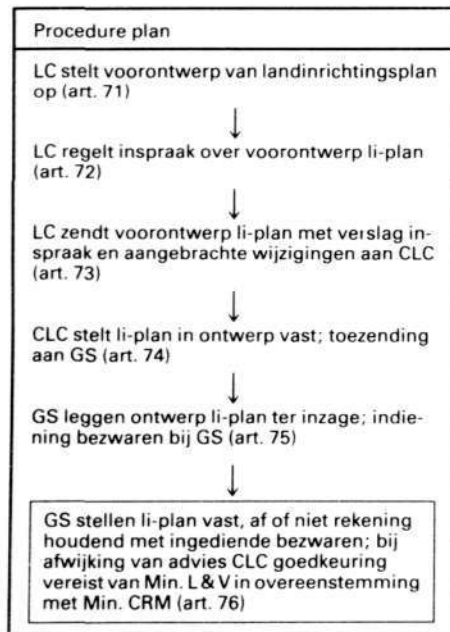 Procedure plan
LC stelt voorontwerp van landinrichtingsplan
op (art. 71)
LC regelt inspraak over voorontwerp li-plan
(art. 72)
LC zendt voorontwerp li-plan met verslag in-
spraak en aangebrachte wijzigingen aan CLC
(art. 73)
CLC stelt li-plan in ontwerp vast; toezending
aan GS (art. 74)
GS leggen ontwerp li-plan ter inzage; indie-
ning bezwaren bij GS (art. 75)
GS stellen li-plan vast, af of niet rekening
houdend met ingediende bezwaren; bij
afwijking van advies CLC goedkeuring
vereist van Min. L & V in overeenstemming
met Min. CRM (art. 76)